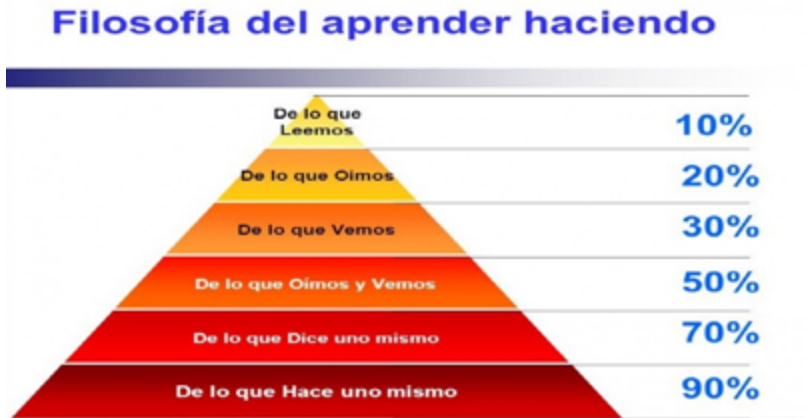 Filosofía del aprender haciendo
De lo que
Leemos
10%
De lo que Oimos
20%
De lo que Vemos
30%
De lo que Oímos y Vemos
50%
De lo que Dice uno mismo
70%
De lo que Hace uno mismo
90%